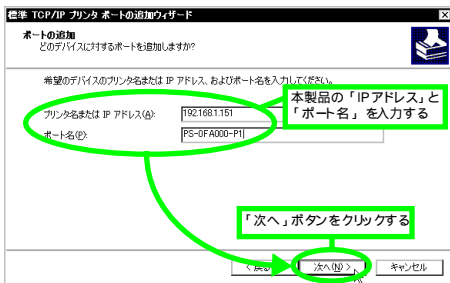 標準 TCP/IP プリンタ ポートの追加ウィザード
ポートの追加
どのデバイスに対するポートを追加しますか?
希望のデバイスのプリンタ名または IP アドレス、およびポート名を入力してください。
プリンタ名または IP アドレス(A):
192.168.1.151
本製品の「IPアドレス」と
「ポート名」を入力する
ポート名(P):
PS-0FA000-P1
「次へ」ボタンをクリックする
< 戻る
次へ(N) >
キャンセル